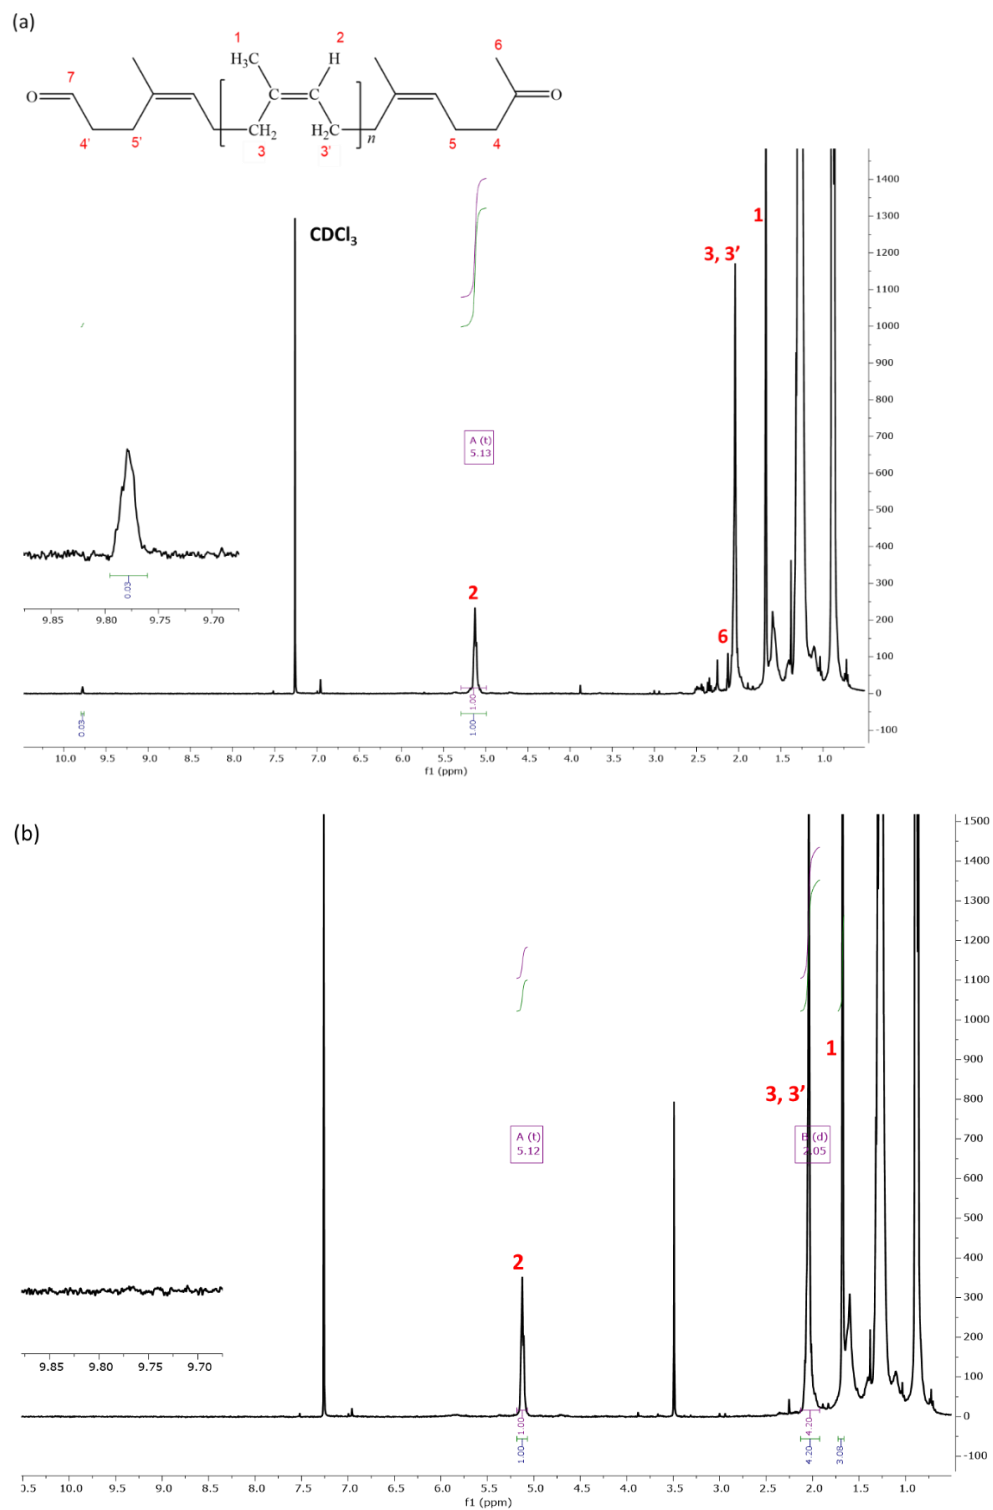 (a)
1 2 6
H₃C H
7
O O
CH₂ H₂C n
4' 5' 3 3' 5 4
1400
1300
1200
1100
1000
900
800
700
600
500
400
300
200
100
0
-100
CDCl₃
1
3, 3'
A (t)
5.13
2
6
0.03
9.85 9.80 9.75 9.70
1.00
0.03 1.00
10.0 9.5 9.0 8.5 8.0 7.5 7.0 6.5 6.0 5.5 5.0 4.5 4.0 3.5 3.0 2.5 2.0 1.5 1.0
f1 (ppm)
(b)
1500
1400
1300
1200
1100
1000
900
800
700
600
500
400
300
200
100
0
-100
1
3, 3'
A (t)
5.12
B (d)
2.05
2
9.85 9.80 9.75 9.70
1.00 4.20
1.00 4.20 3.08
0.5 10.0 9.5 9.0 8.5 8.0 7.5 7.0 6.5 6.0 5.5 5.0 4.5 4.0 3.5 3.0 2.5 2.0 1.5 1.0
f1 (ppm)